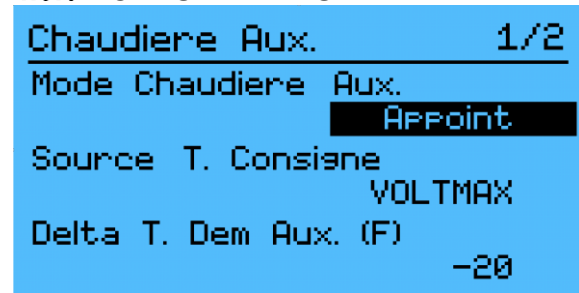 Chaudiere Aux. 1/2
Mode Chaudiere Aux.
Appoint
Source T. Consigne
VOLTMAX
Delta T. Dem Aux. (F)
-20